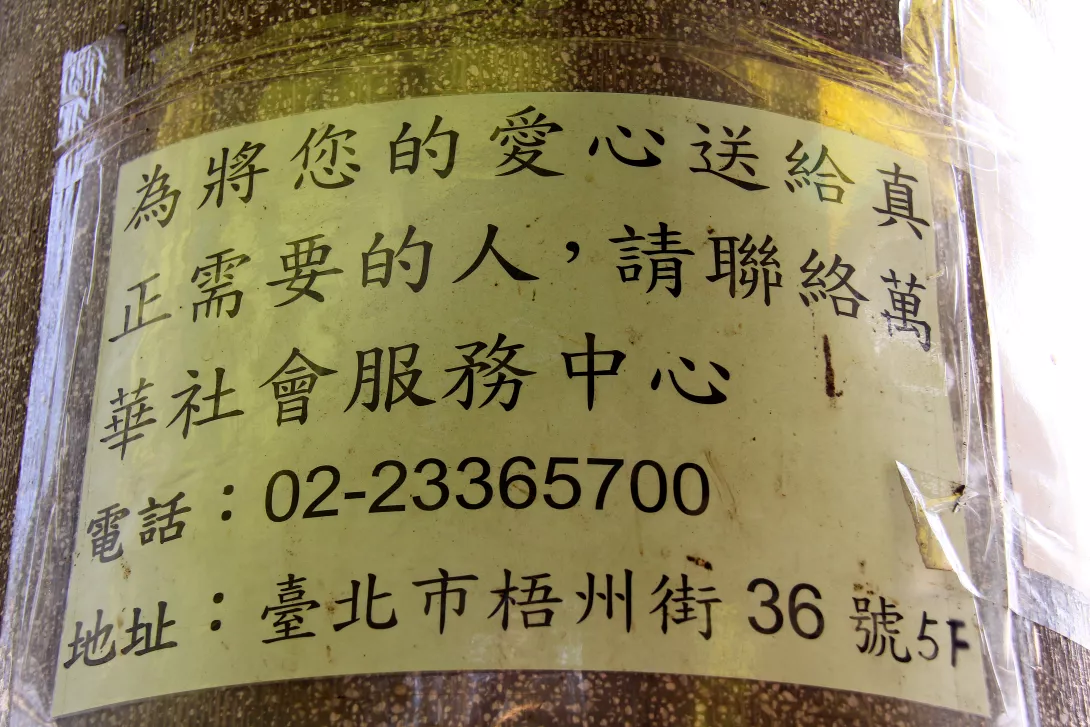 為將您的愛心送給真
正需要的人，請聯絡萬
華社會服務中心
電話：02-23365700
地址：臺北市梧州街 36 號5F